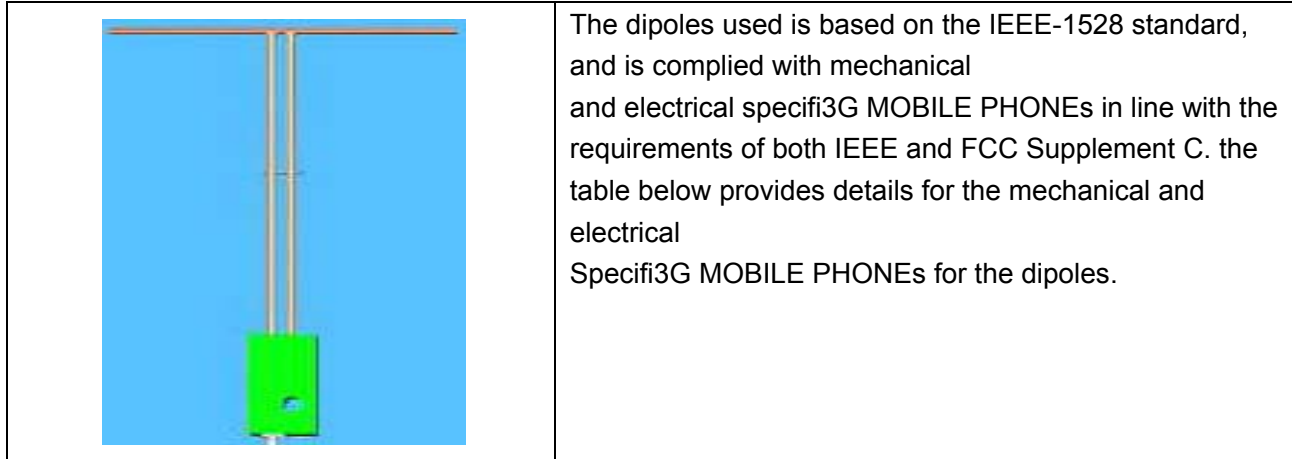 The dipoles used is based on the IEEE-1528 standard,
and is complied with mechanical
and electrical specifi3G MOBILE PHONEs in line with the
requirements of both IEEE and FCC Supplement C. the
table below provides details for the mechanical and
electrical
Specifi3G MOBILE PHONEs for the dipoles.